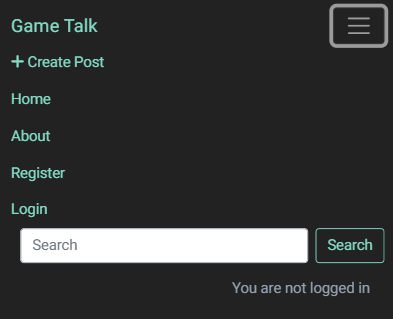 Game Talk
Create Post
Home
About
Register
Login
Search Search
You are not logged in